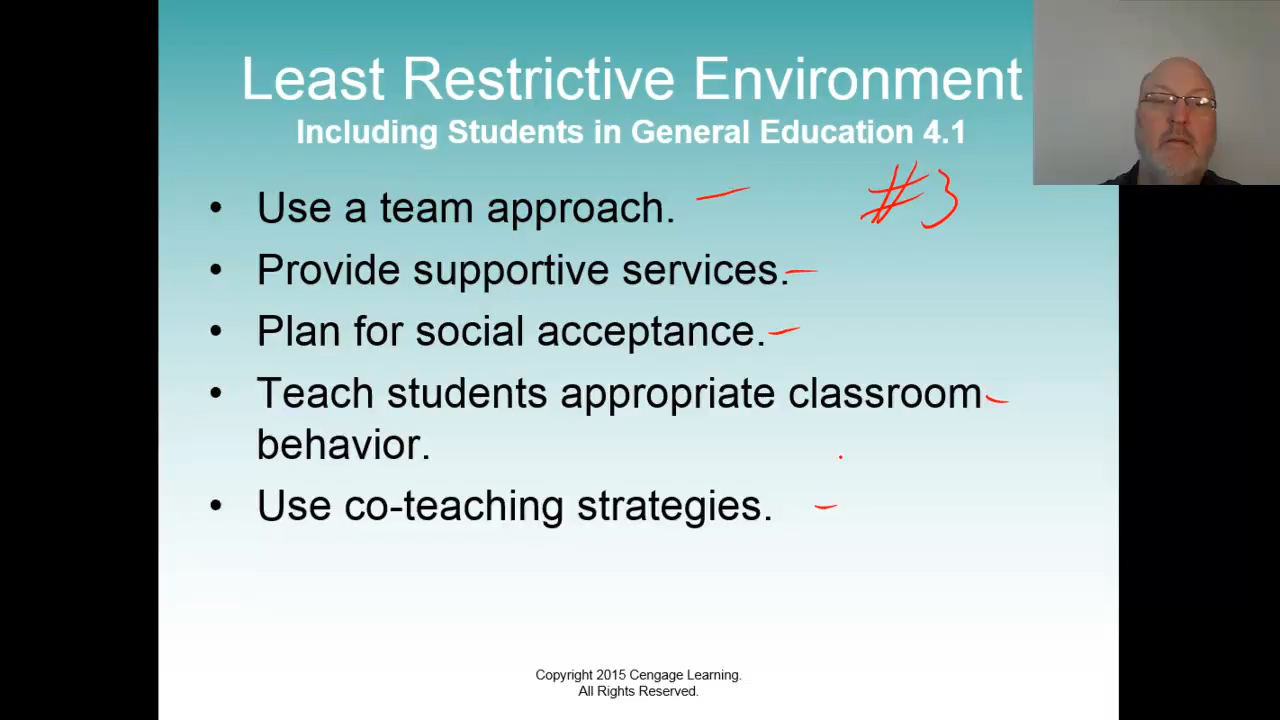 Least Restrictive Environment
Including Students in General Education 4.1
#3
• Use a team approach.
• Provide supportive services.
• Plan for social acceptance.
• Teach students appropriate classroom
behavior.
• Use co-teaching strategies.
Copyright 2015 Cengage Learning.
All Rights Reserved.